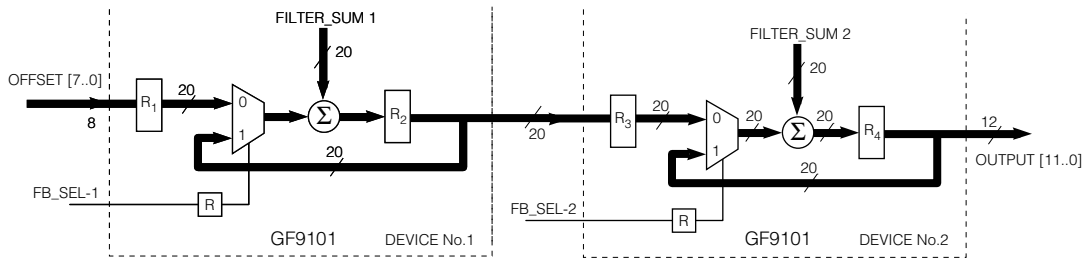 FILTER_SUM 1
20
OFFSET [7..0]
8
R1
20
0
1
Σ
R2
20
20
FB_SEL-1
R
GF9101
DEVICE No.1
FILTER_SUM 2
20
R3
20
0
1
20
Σ
20
R4
12
OUTPUT [11..0]
20
FB_SEL-2
R
GF9101
DEVICE No.2